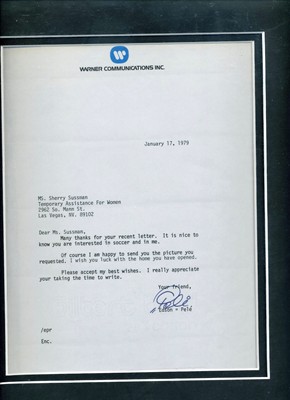 WARNER COMMUNICATIONS INC.
January 17, 1979
MS. Sherry Sussman
Temporary Assistance For Women
2962 So. Mann St.
Las Vegas, NV. 89102
Dear Ms. Sussman,
Many thanks for your recent letter. It is nice to
know you are interested in soccer and in me.
Of course I am happy to send you the picture you
requested. I wish you luck with the home you have opened.
Please accept my best wishes. I really appreciate
your taking the time to write.
Your friend,
Pelé
Edson = Pelé
/epr
Enc.